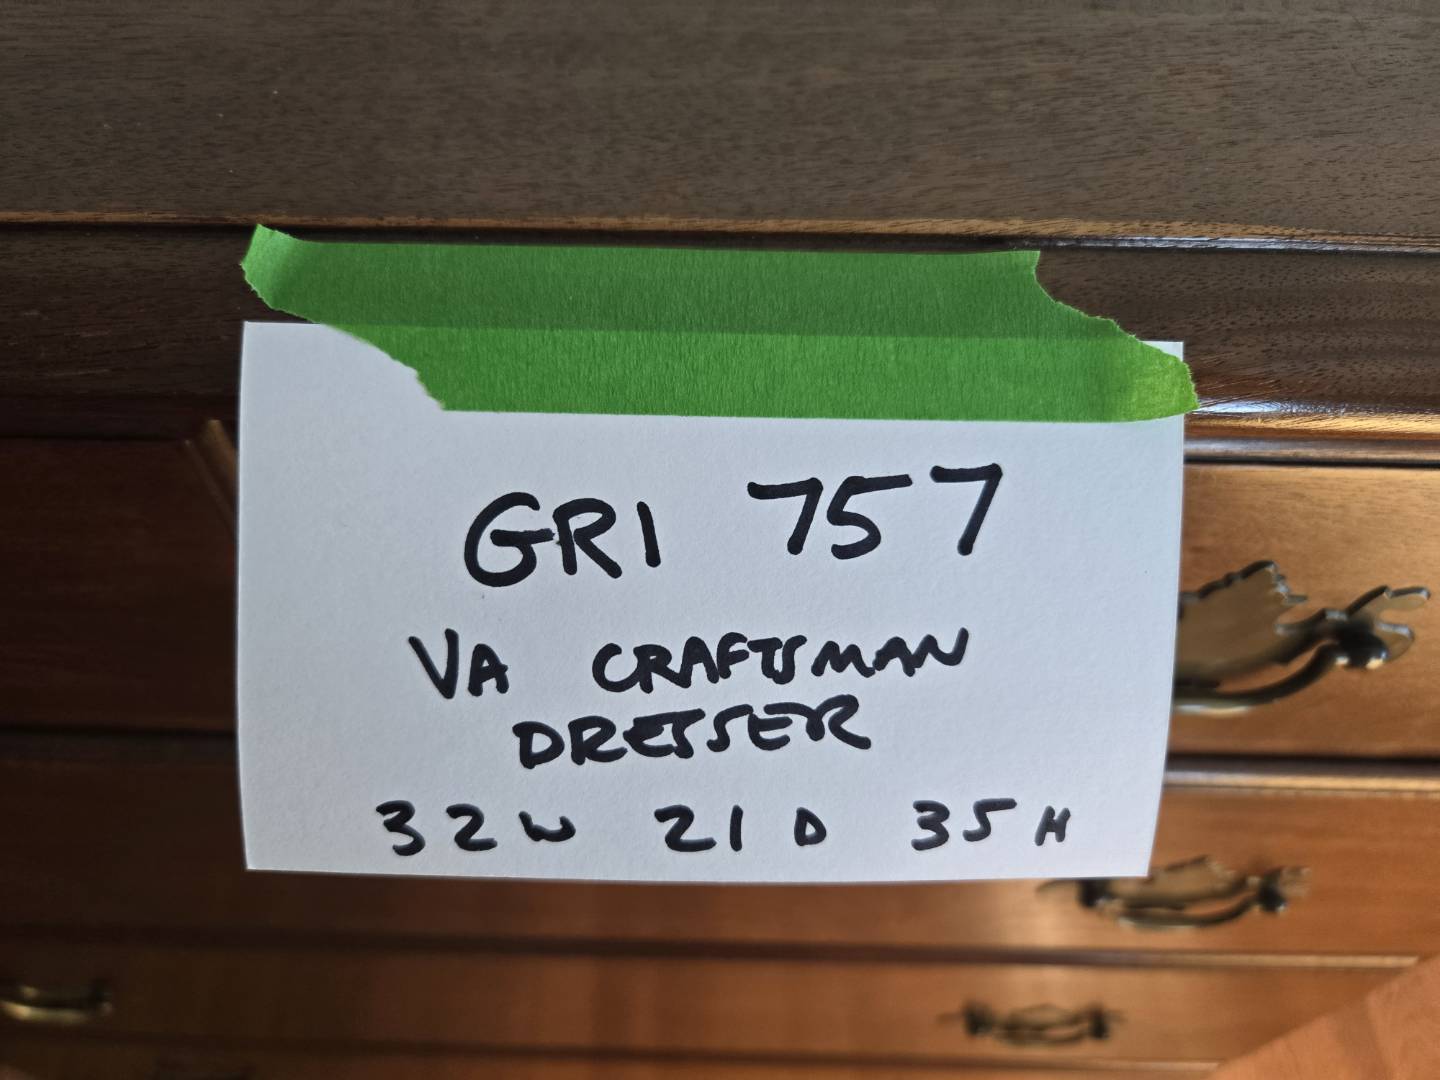 GRI 757
VA CRAFTSMAN
DRESSER
32W 21D 35H